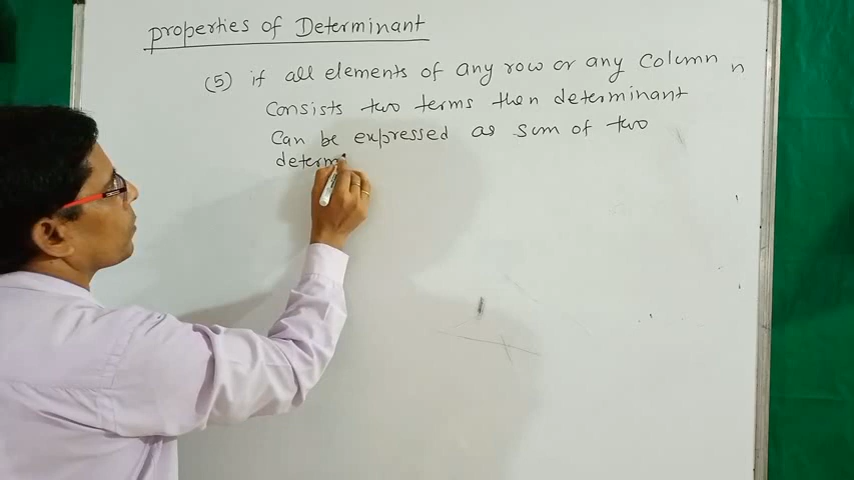 properties of Determinant
(5) if all elements of any row or any Column n
Consists two terms then determinant
Can be expressed as sum of two
determi